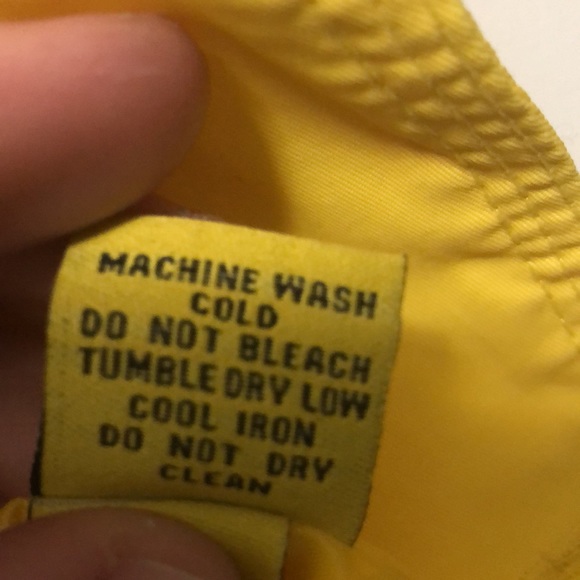 MACHINE WASH
COLD
DO NOT BLEACH
TUMBLE DRY LOW
COOL IRON
DO NOT DRY
CLEAN